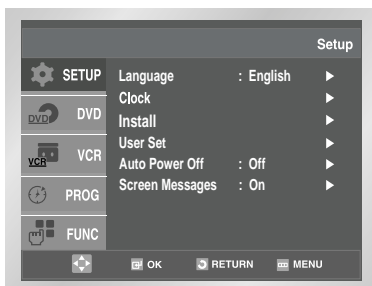 Setup
SETUP
Language : English
Clock
DVD DVD
Install
User Set
VCR VCR
Auto Power Off : Off
Screen Messages : On
PROG
FUNC
OK RETURN MENU